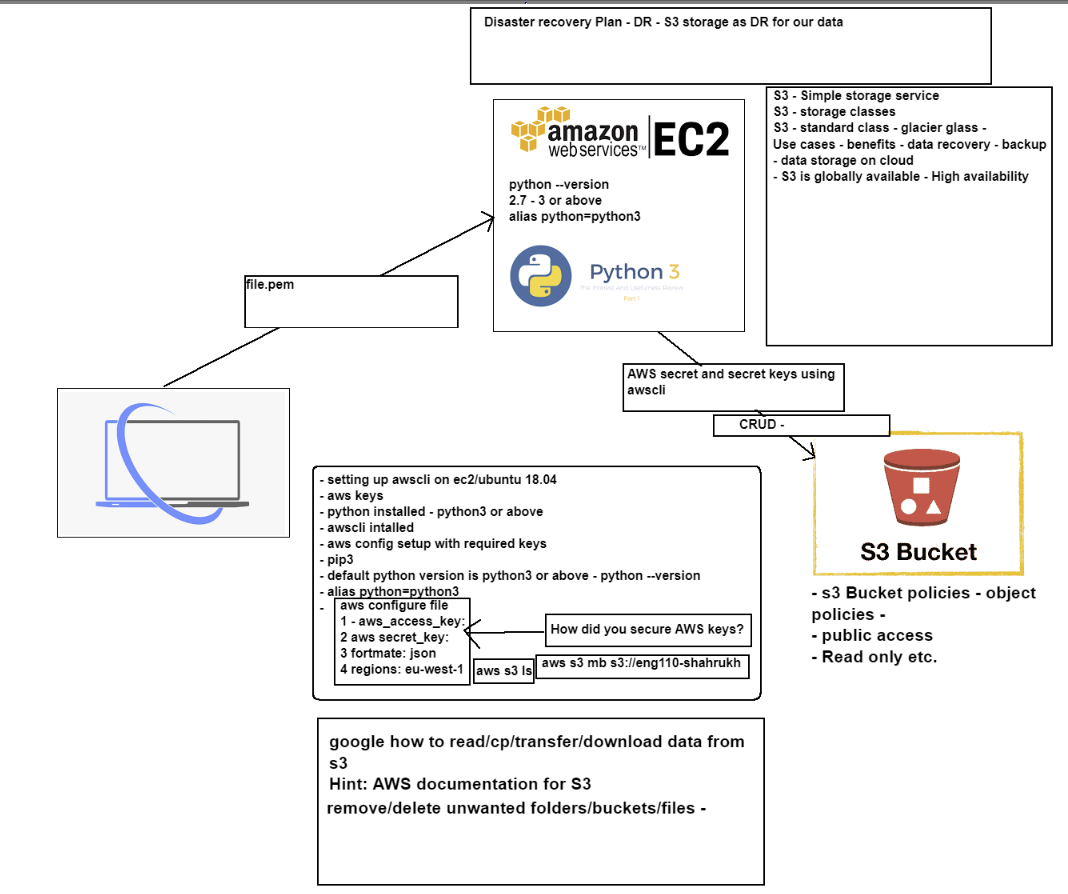 Disaster recovery Plan - DR - S3 storage as DR for our data
S3 - Simple storage service
S3 - storage classes
S3 - standard class - glacier glass -
Use cases - benefits - data recovery - backup
- data storage on cloud
- S3 is globally available - High availability
amazon
webservices™
EC2
python --version
2.7 - 3 or above
alias python=python3
Python 3
Part 1
file.pem
AWS secret and secret keys using
awscli
CRUD -
S3 Bucket
- s3 Bucket policies - object
policies -
- public access
- Read only etc.
- setting up awscli on ec2/ubuntu 18.04
- aws keys
- python installed - python3 or above
- awscli intalled
- aws config setup with required keys
- pip3
- default python version is python3 or above - python --version
- alias python=python3
-
aws configure file
1 - aws_access_key:
2 aws secret_key:
3 fortmate: json
4 regions: eu-west-1
How did you secure AWS keys?
aws s3 ls
aws s3 mb s3://eng110-shahrukh
google how to read/cp/transfer/download data from
s3
Hint: AWS documentation for S3
remove/delete unwanted folders/buckets/files -